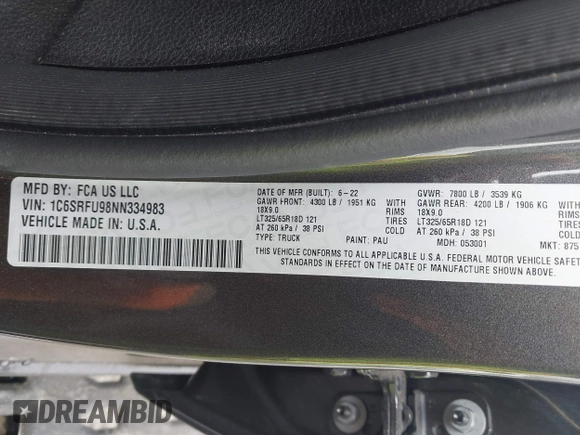 MFD BY: FCA US LLC
VIN: 1C6SRFU98NN334983
VEHICLE MADE IN: U.S.A.
DATE OF MFR (BUILT): 6-22
GVWR: 7800 LB / 3539 KG
GAWR FRONT: 4300 LB / 1951 KG WITH
GAWR REAR: 4200 LB / 1906 KG WITH
18X9.0 RIMS
18X9.0 RIMS
LT325/65R18D 121 TIRES
LT325/65R18D 121 TIRES
AT 260 kPa / 38 PSI COLD
AT 260 kPa / 38 PSI COLD
TYPE: TRUCK PAINT: PAU MDH: 053001 MKT: 875
THIS VEHICLE CONFORMS TO ALL APPLICABLE U.S.A. FEDERAL MOTOR VEHICLE SAFET
STANDARDS IN EFFECT ON THE DATE OF MANUFACTURE SHOWN ABOVE.
DREAMBID